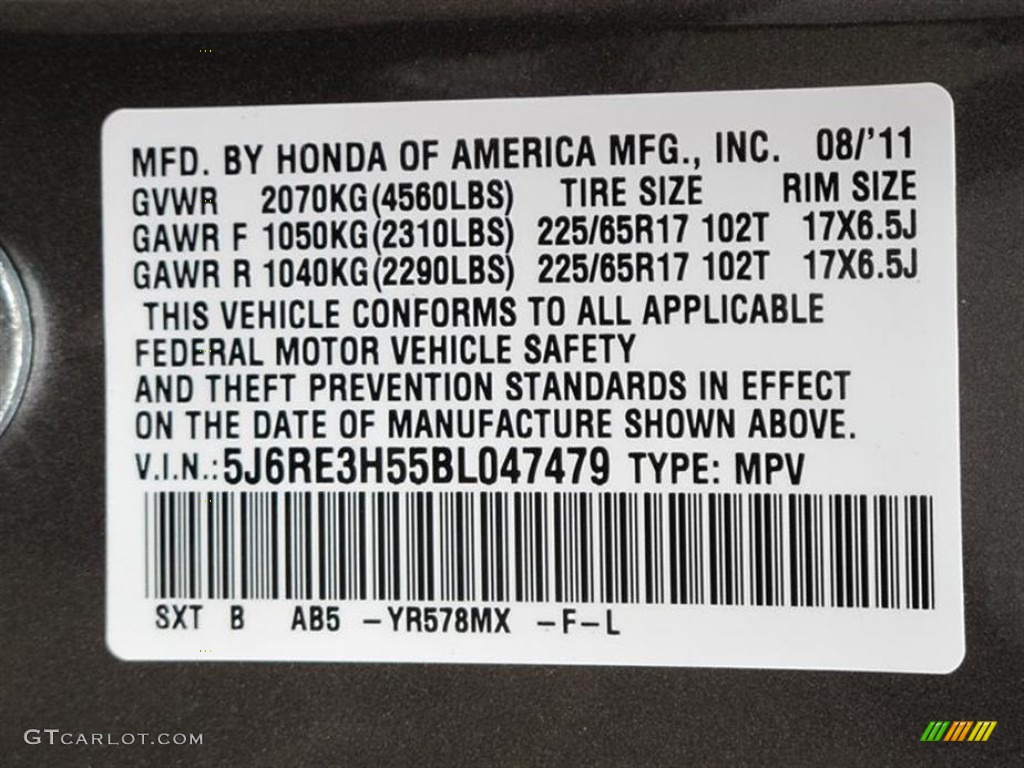 MFD. BY HONDA OF AMERICA MFG., INC. 08/'11
GVWR 2070KG(4560LBS) TIRE SIZE RIM SIZE
GAWR F 1050KG(2310LBS) 225/65R17 102T 17X6.5J
GAWR R 1040KG(2290LBS) 225/65R17 102T 17X6.5J
THIS VEHICLE CONFORMS TO ALL APPLICABLE
FEDERAL MOTOR VEHICLE SAFETY
AND THEFT PREVENTION STANDARDS IN EFFECT
ON THE DATE OF MANUFACTURE SHOWN ABOVE.
V.I.N.:5J6RE3H55BL047479 TYPE: MPV
SXT B AB5 -YR578MX -F-L
GTCARLOT.COM